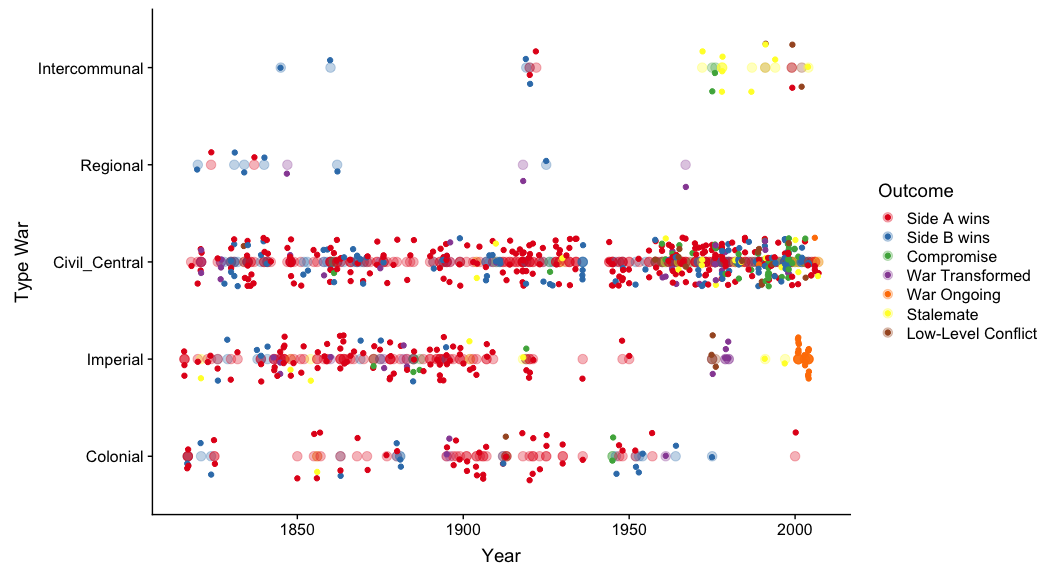 Intercommunal
Regional
Civil_Central
Imperial
Colonial
Type War
1850
1900
1950
2000
Year
Outcome
Side A wins
Side B wins
Compromise
War Transformed
War Ongoing
Stalemate
Low-Level Conflict